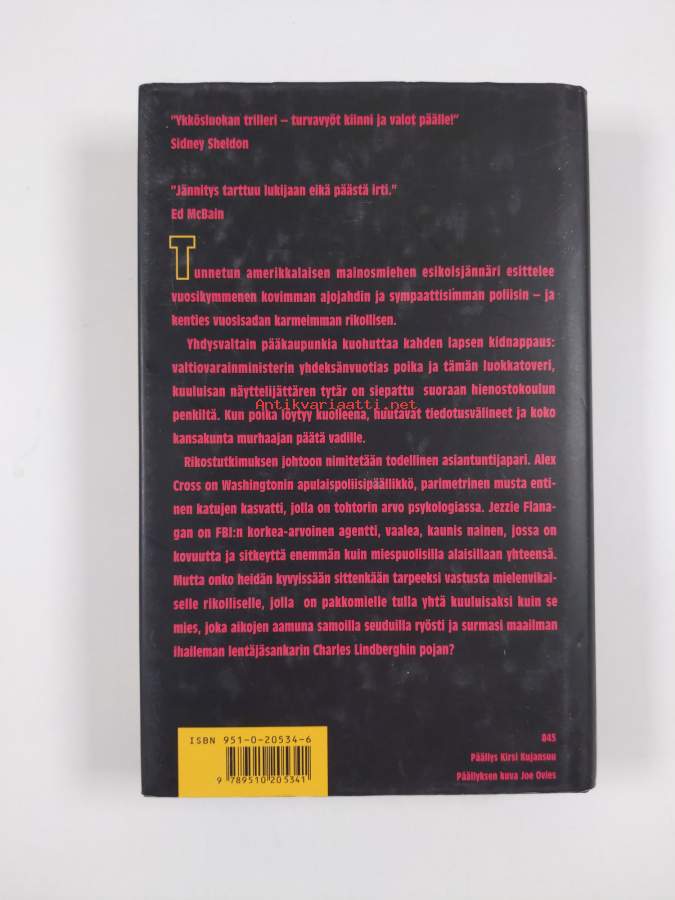 "Ykkösluokan trilleri – turvavyöt kiinni ja valot päälle!"
Sidney Sheldon
"Jännitys tarttuu lukijaan eikä päästä irti."
Ed McBain
Tunnetun amerikkalaisen mainosmiehen esikoisjännäri esittelee
vuosikymmenen kovimman ajojahdin ja sympaattisimman poliisin – ja
kenties vuosisadan karmeimman rikollisen.
Yhdysvaltain pääkaupunkia kuohuttaa kahden lapsen kidnappaus:
valtiovarainministerin yhdeksänvuotias poika ja tämän luokkatoveri,
kuuluisan näyttelijättären tytär on siepattu suoraan hienostokoulun
Antikvariaatti.net
penkiltä. Kun poika löytyy kuolleena, huutavat tiedotusvälineet ja koko
kansakunta murhaajan päätä vadille.
Rikostutkimuksen johtoon nimitetään todellinen asiantuntijapari. Alex
Cross on Washingtonin apulaispoliisipäällikkö, parimetrinen musta enti-
nen katujen kasvatti, jolla on tohtorin arvo psykologiassa. Jezzie Flana-
gan on FBI:n korkea-arvoinen agentti, vaalea, kaunis nainen, jossa on
kovuutta ja sitkeyttä enemmän kuin miespuolisilla alaisillaan yhteensä.
Mutta onko heidän kyvyissään sittenkään tarpeeksi vastusta mielenvikai-
selle rikolliselle, jolla on pakkomielle tulla yhtä kuuluisaksi kuin se
mies, joka aikojen aamuna samoilla seuduilla ryösti ja surmasi maailman
ihaileman lentäjäsankarin Charles Lindberghin pojan?
ISBN 951-0-20534-6
9 789510 205341
845
Päällys Kirsi Kujansuu
Päällyksen kuva Joe Ovies